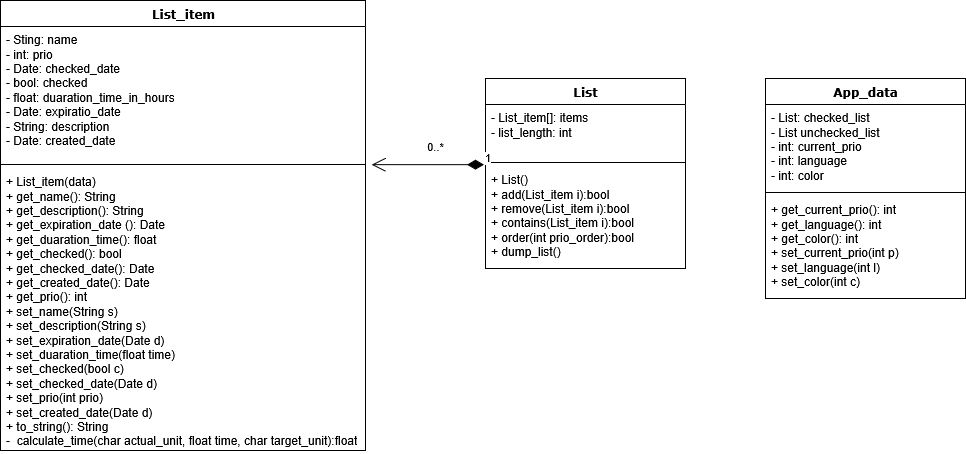 List_item
- Sting: name
- int: prio
- Date: checked_date
- bool: checked
- float: duaration_time_in_hours
- Date: expiratio_date
- String: description
- Date: created_date
+ List_item(data)
+ get_name(): String
+ get_description(): String
+ get_expiration_date (): Date
+ get_duaration_time(): float
+ get_checked(): bool
+ get_checked_date(): Date
+ get_created_date(): Date
+ get_prio(): int
+ set_name(String s)
+ set_description(String s)
+ set_expiration_date(Date d)
+ set_duaration_time(float time)
+ set_checked(bool c)
+ set_checked_date(Date d)
+ set_prio(int prio)
+ set_created_date(Date d)
+ to_string(): String
- calculate_time(char actual_unit, float time, char target_unit):float
0..*
1
List
- List_item[]: items
- list_length: int
+ List()
+ add(List_item i):bool
+ remove(List_item i):bool
+ contains(List_item i):bool
+ order(int prio_order):bool
+ dump_list()
App_data
- List: checked_list
- List unchecked_list
- int: current_prio
- int: language
- int: color
+ get_current_prio(): int
+ get_language(): int
+ get_color(): int
+ set_current_prio(int p)
+ set_language(int l)
+ set_color(int c)